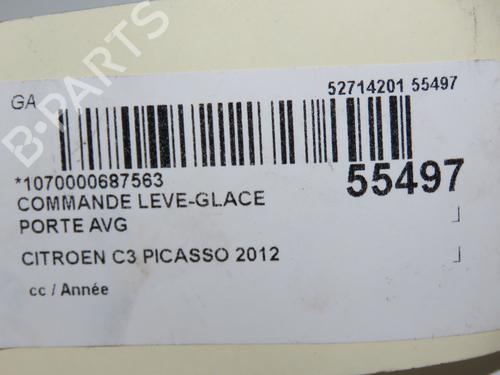 B-PARTS
GA
52714201 55497
*1070000687563
55497
COMMANDE LEVE-GLACE
PORTE AVG
CITROEN C3 PICASSO 2012
cc / Année